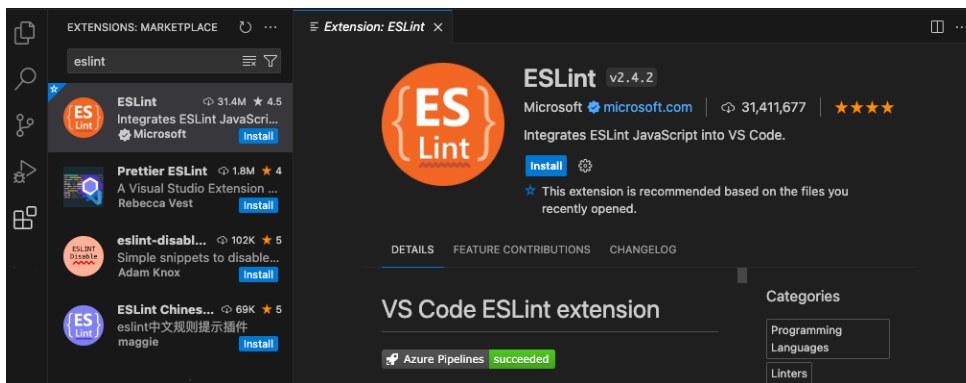 EXTENSIONS: MARKETPLACE
eslint
ES
Lint
ESLint 31.4M 4.5
Integrates ESLint JavaScri...
Microsoft Install
Prettier ESLint 1.8M 4
A Visual Studio Extension ...
Rebecca Vest Install
ESLINT
Disable
eslint-disabl... 102K 5
Simple snippets to disable...
Adam Knox Install
ES
Lint
ESLint Chines... 69K 5
eslint中文规则提示插件
maggie Install
Extension: ESLint
{ES
Lint}
ESLint v2.4.2
Microsoft microsoft.com 31,411,677
Integrates ESLint JavaScript into VS Code.
Install
This extension is recommended based on the files you
recently opened.
DETAILS FEATURE CONTRIBUTIONS CHANGELOG
VS Code ESLint extension
Azure Pipelines succeeded
Categories
Programming
Languages
Linters